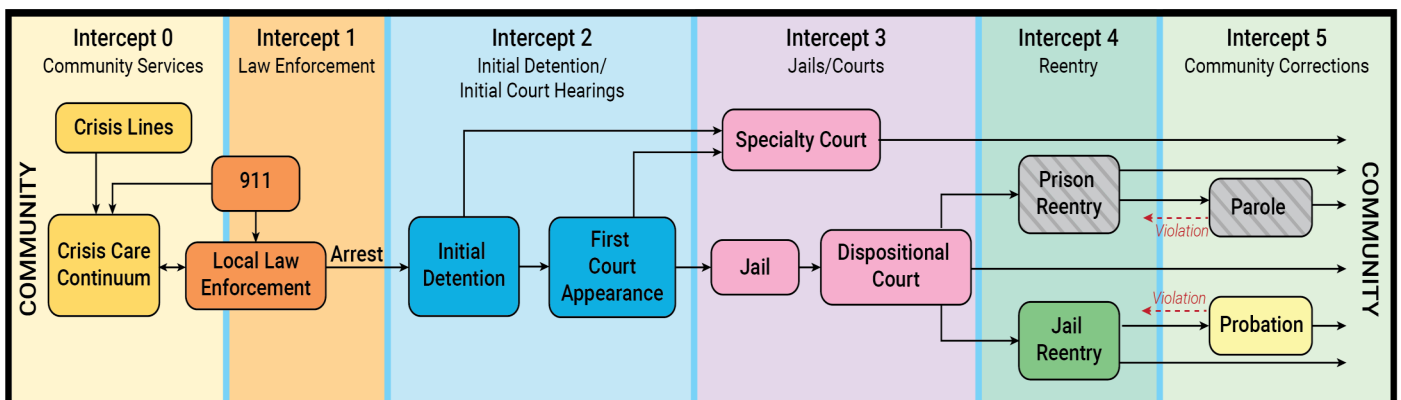 Intercept 0
Community Services
Intercept 1
Law Enforcement
Intercept 2
Initial Detention/
Initial Court Hearings
Intercept 3
Jails/Courts
Intercept 4
Reentry
Intercept 5
Community Corrections
COMMUNITY
Crisis Lines
911
Crisis Care
Continuum
Local Law
Enforcement
Arrest
Initial
Detention
First
Court
Appearance
Specialty Court
Jail
Dispositional
Court
Prison
Reentry
Parole
Violation
Violation
Jail
Reentry
Probation
COMMUNITY